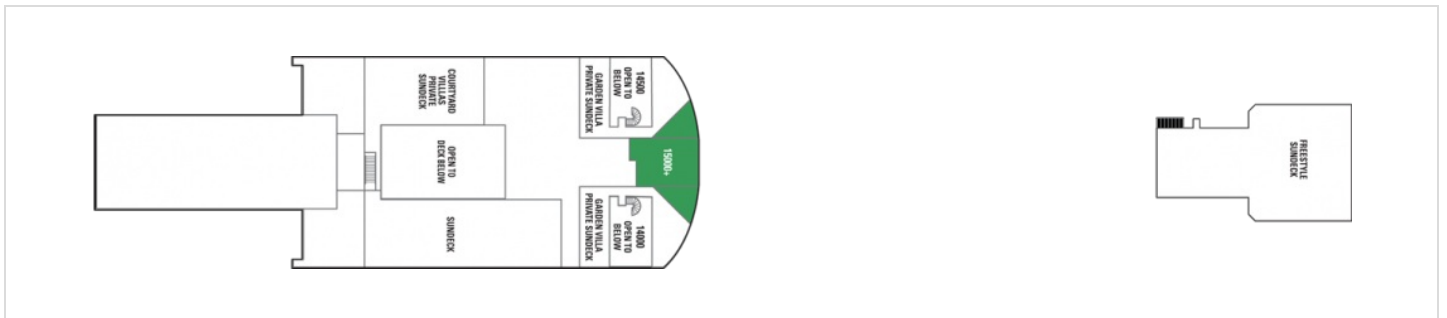 COURTYARD
VILLLAS
PRIVATE
SUNDECK
OPEN TO
DECK BELOW
SUNDECK
14500
OPEN TO
BELOW
GARDEN VILLA
PRIVATE SUNDECK
15000+
14000
OPEN TO
BELOW
GARDEN VILLA
PRIVATE SUNDECK
FREESTYLE
SUNDECK